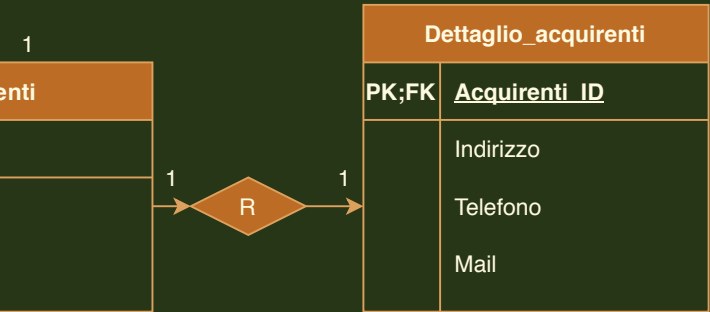 1
Dettaglio_acquirenti
enti
PK;FK
Acquirenti_ID
Indirizzo
1
1
R
Telefono
Mail